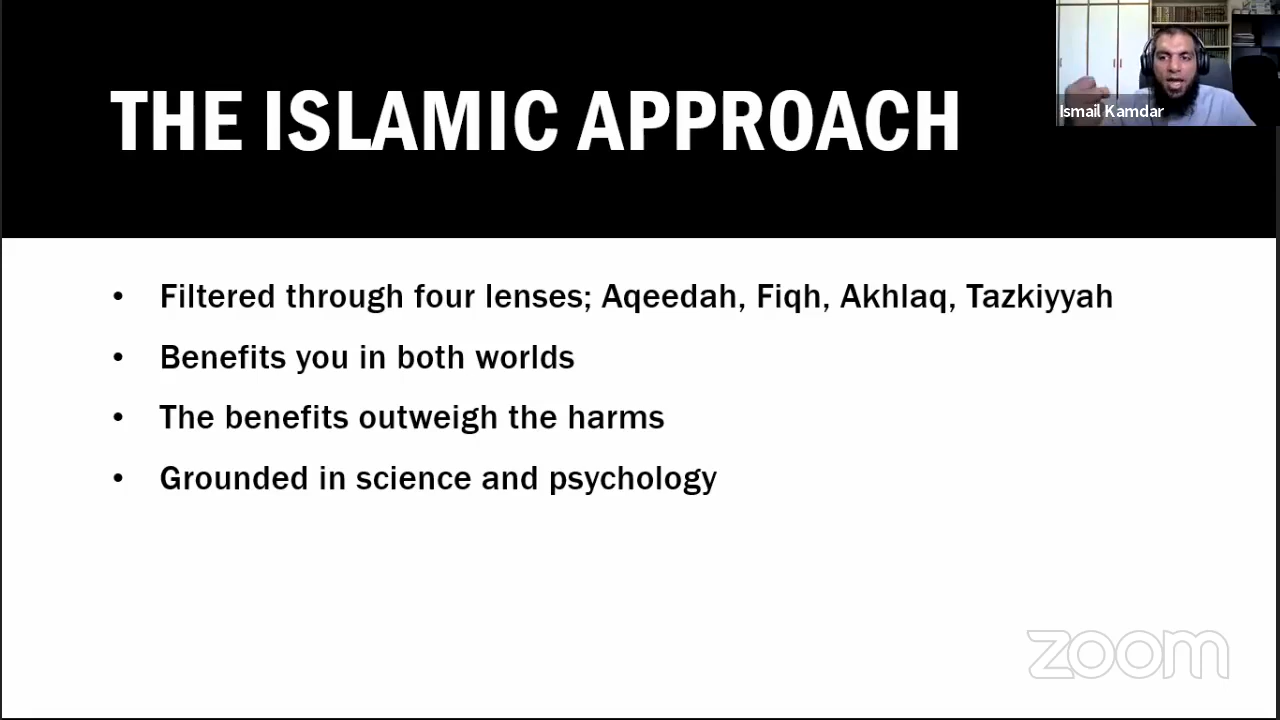 THE ISLAMIC APPROACH
Ismail Kamdar
• Filtered through four lenses; Aqeedah, Fiqh, Akhlaq, Tazkiyyah
• Benefits you in both worlds
• The benefits outweigh the harms
• Grounded in science and psychology
zoom